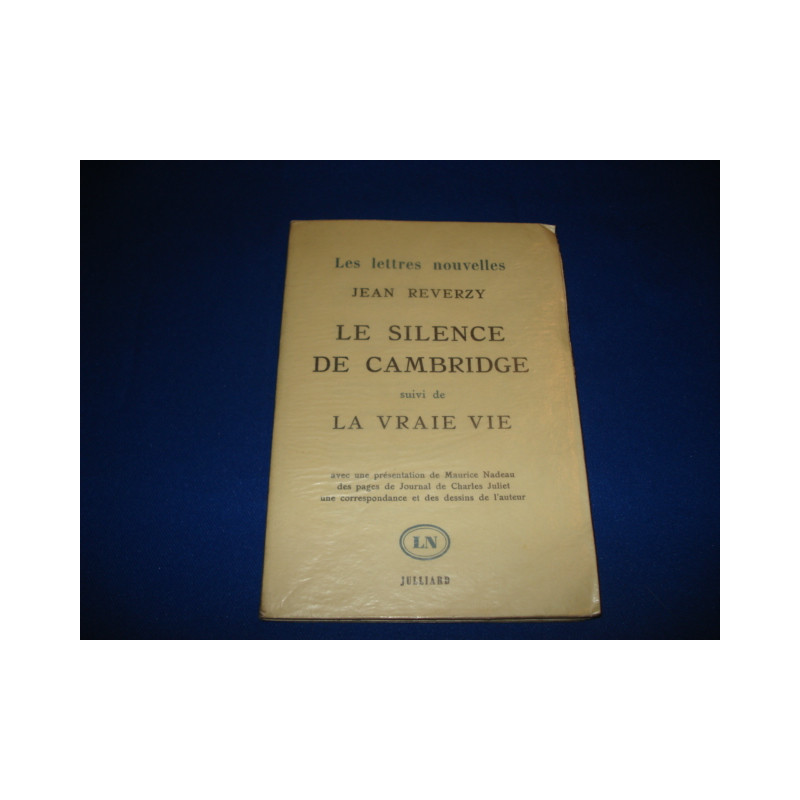 Les lettres nouvelles
JEAN REVERZY
LE SILENCE
DE CAMBRIDGE
suivi de
LA VRAIE VIE
avec une présentation de Maurice Nadeau
des pages de Journal de Charles Juliet
une correspondance et des dessins de l'auteur
LN
JULLIARD